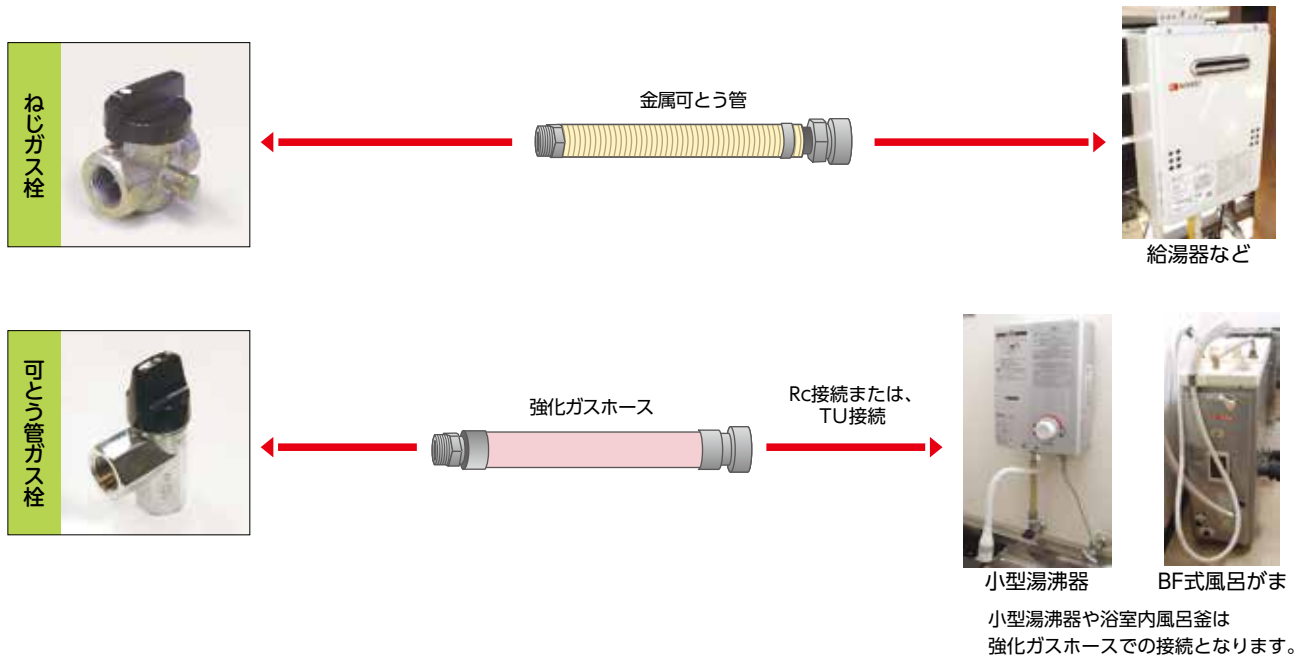 ねじガス栓
金属可とう管
給湯器など
可とう管ガス栓
強化ガスホース
Rc接続または、
TU接続
小型湯沸器
BF式風呂がま
小型湯沸器や浴室内風呂釜は
強化ガスホースでの接続となります。